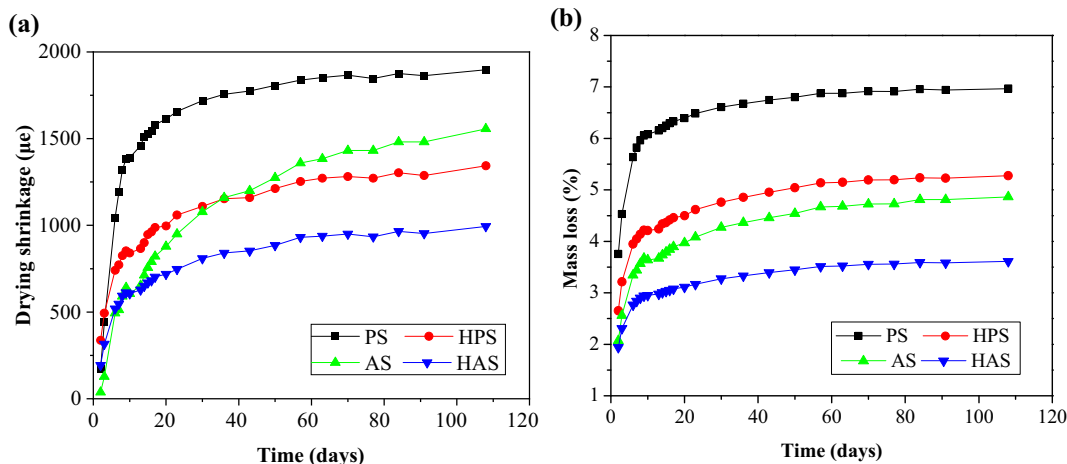 (a)
2000
1500
1000
500
0
Drying shrinkage (με)
PS HPS
AS HAS
0 20 40 60 80 100 120
Time (days)
(b)
8
7
6
5
4
3
2
1
Mass loss (%)
PS HPS
AS HAS
0 20 40 60 80 100 120
Time (days)